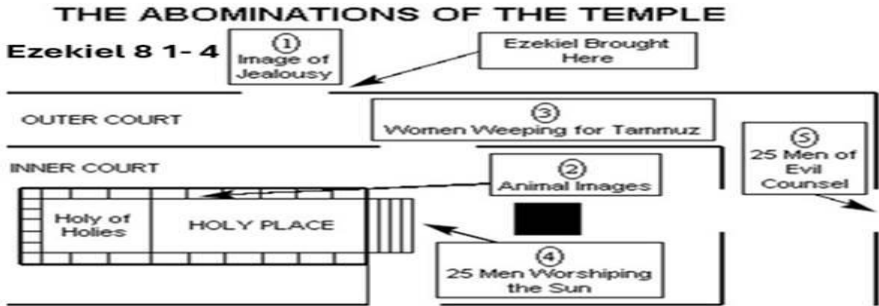 THE ABOMINATIONS OF THE TEMPLE
Ezekiel 8 1- 4
1
Image of
Jealousy
Ezekiel Brought
Here
OUTER COURT
3
Women Weeping for Tammuz
5
25 Men of
Evil
Counsel
INNER COURT
2
Animal Images
Holy of
Holies
HOLY PLACE
4
25 Men Worshiping
the Sun